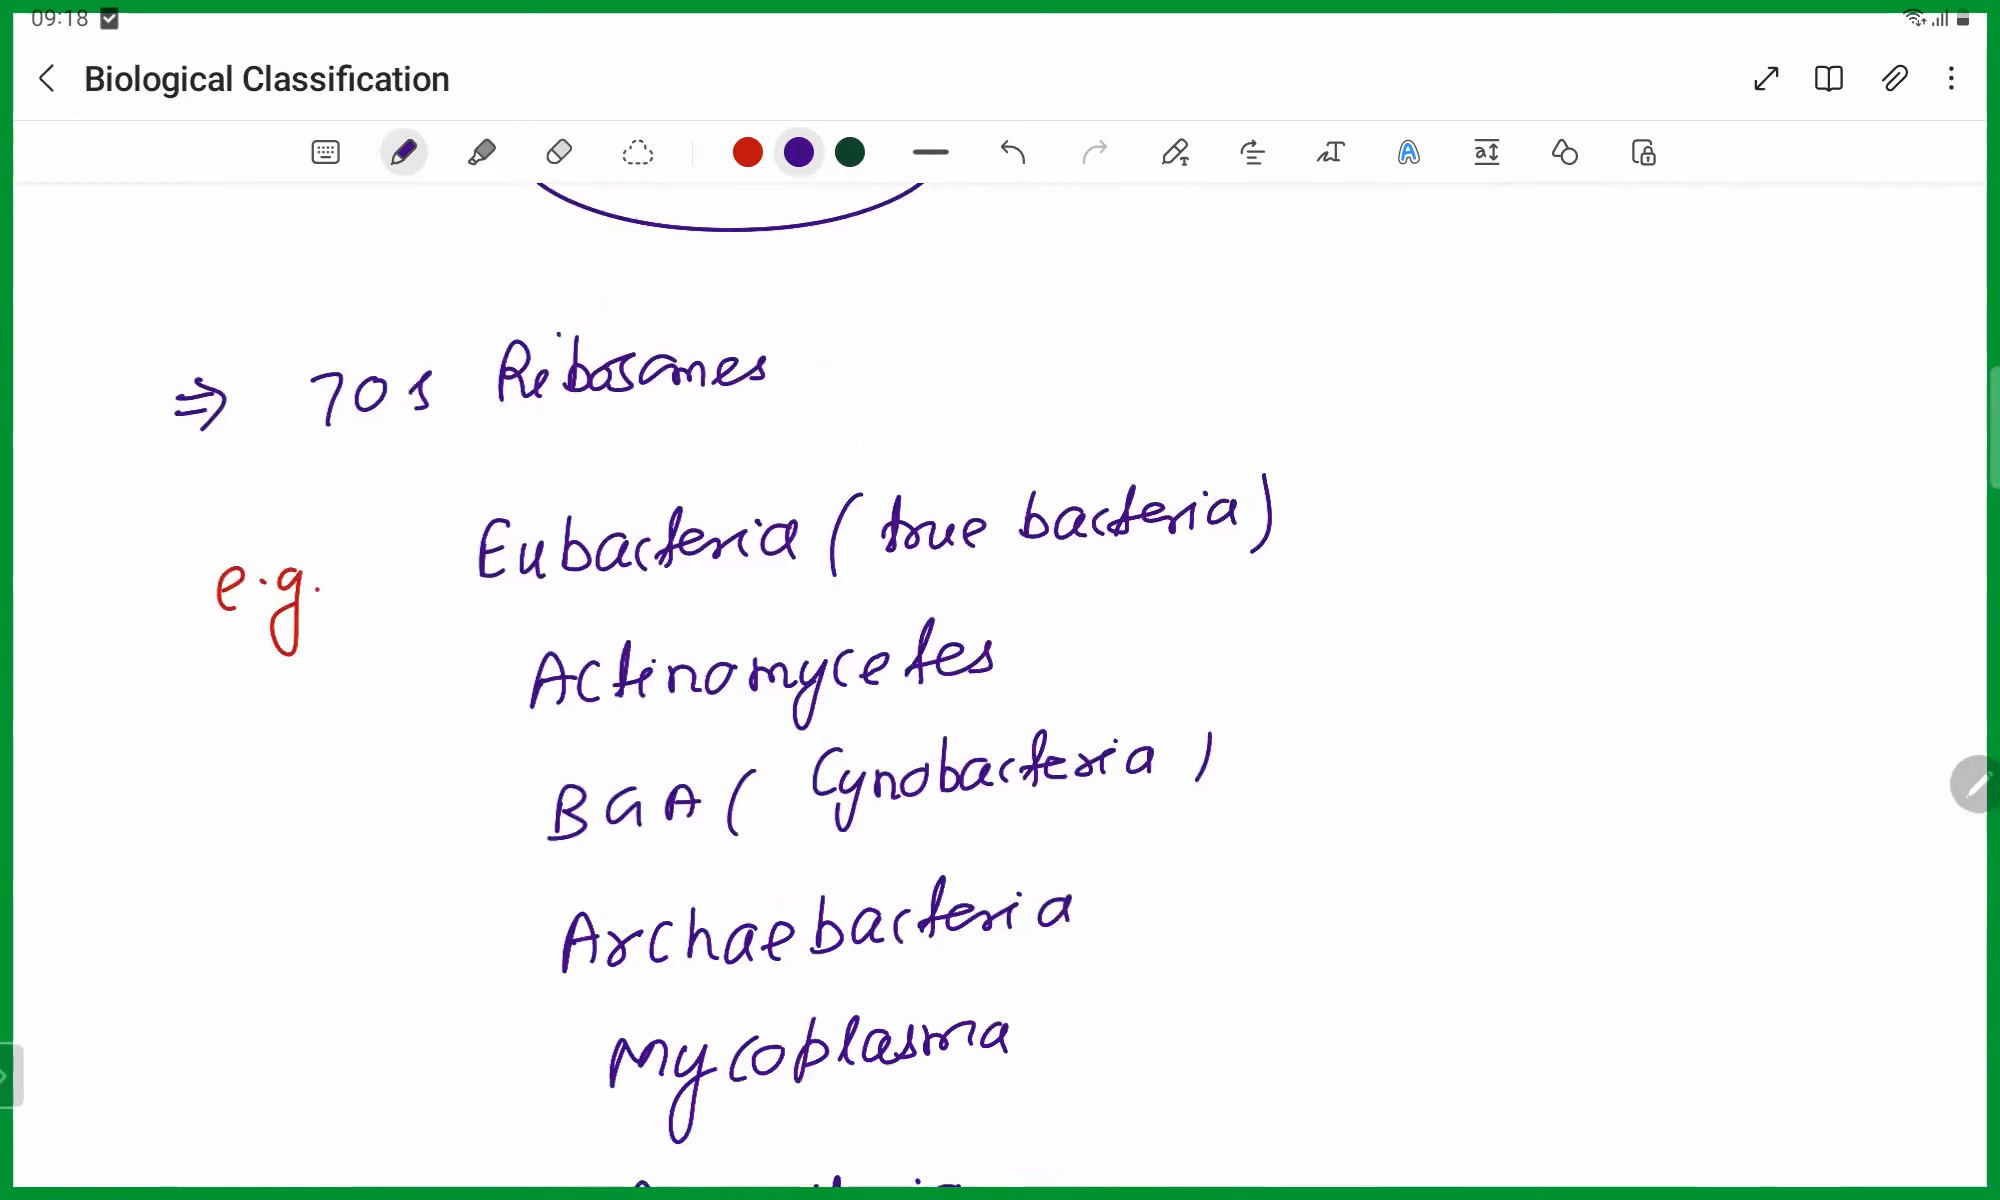 09:18
Biological Classification
⇒ 70s Ribosomes
Eubacteria ( true bacteria)
e.g.
Actinomycetes
BGA ( Cynobacteria )
Archaebacteria
Mycoplasma